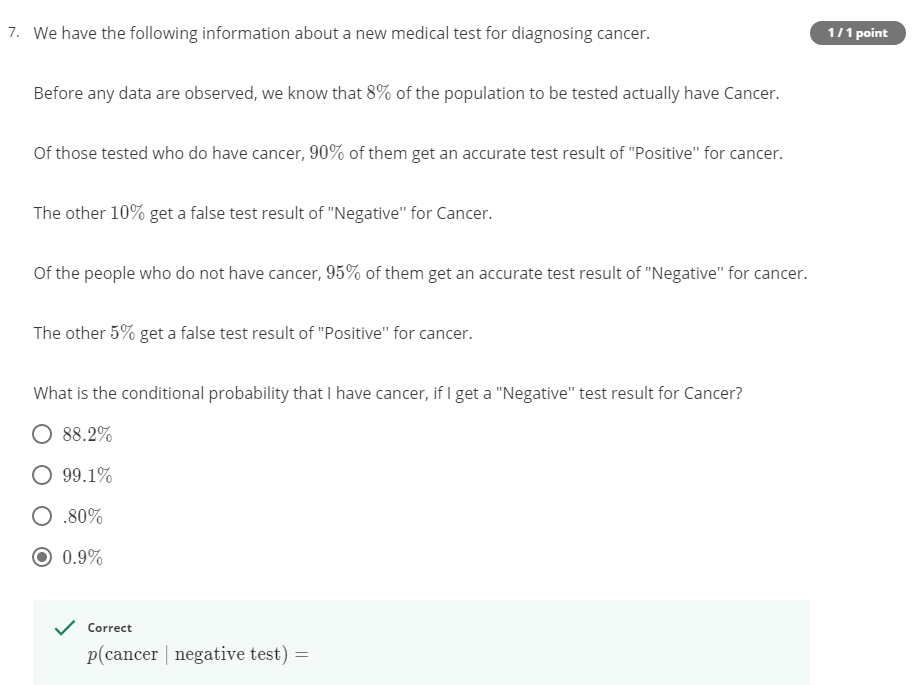 7. We have the following information about a new medical test for diagnosing cancer.
1 / 1 point
Before any data are observed, we know that 8% of the population to be tested actually have Cancer.
Of those tested who do have cancer, 90% of them get an accurate test result of "Positive" for cancer.
The other 10% get a false test result of "Negative" for Cancer.
Of the people who do not have cancer, 95% of them get an accurate test result of "Negative" for cancer.
The other 5% get a false test result of "Positive" for cancer.
What is the conditional probability that I have cancer, if I get a "Negative" test result for Cancer?
88.2%
99.1%
.80%
0.9%
Correct
p(cancer | negative test) =